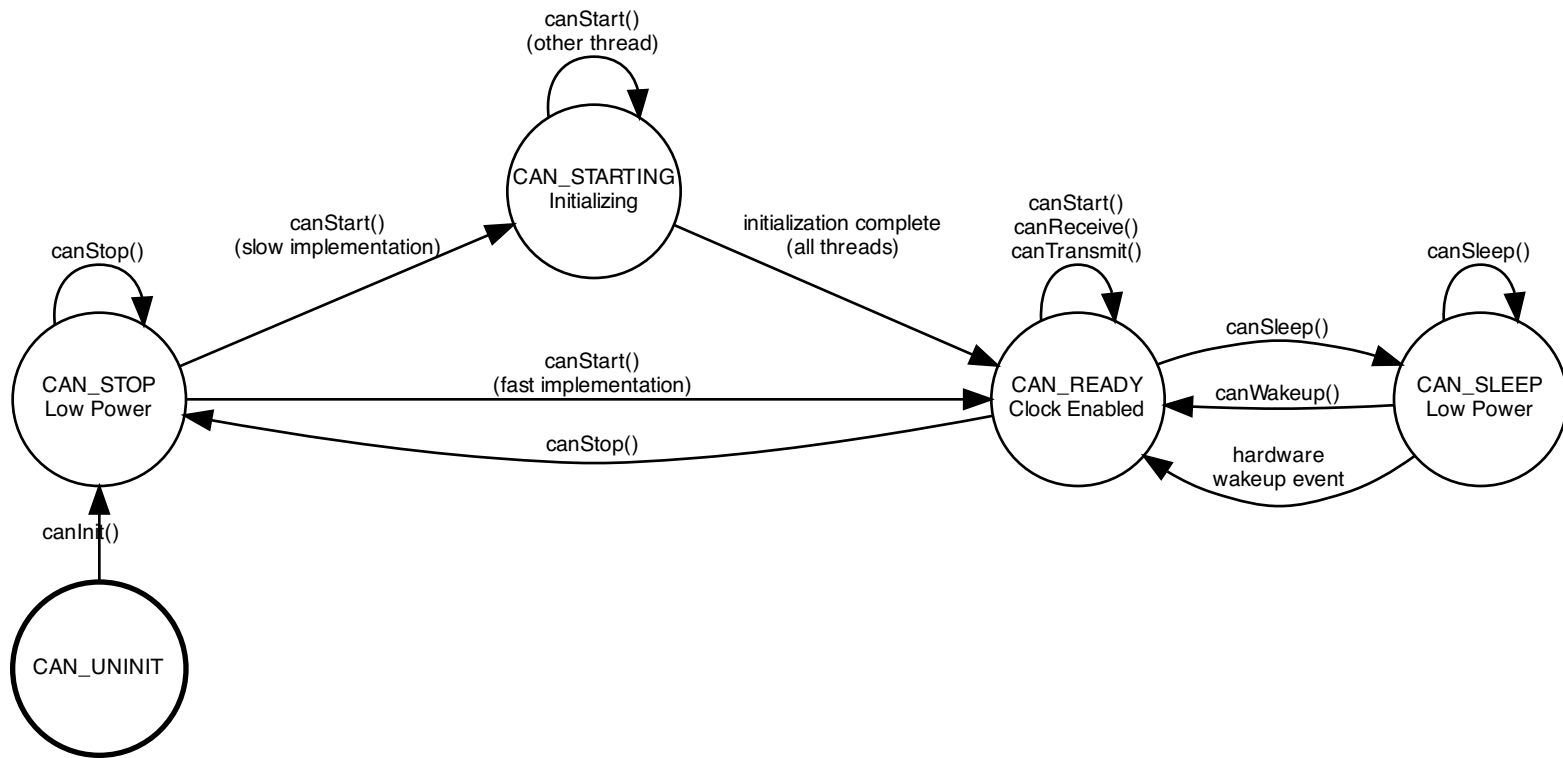 canStart()
(other thread)
CAN_STARTING
Initializing
canStart()
(slow implementation)
initialization complete
(all threads)
canStart()
canReceive()
canTransmit()
canStop()
canSleep()
canSleep()
canStart()
(fast implementation)
CAN_STOP
Low Power
CAN_READY
Clock Enabled
canWakeup()
CAN_SLEEP
Low Power
canStop()
hardware
wakeup event
canInit()
CAN_UNINIT